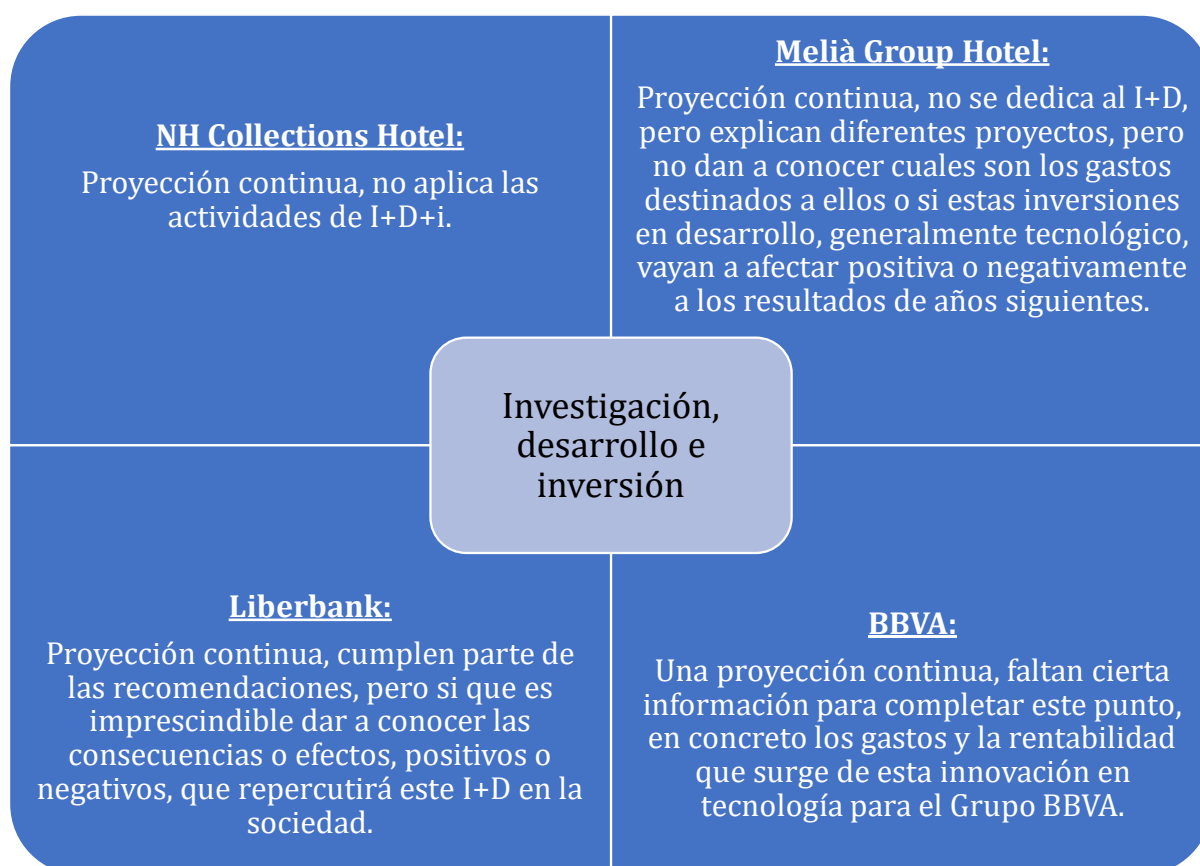 NH Collections Hotel:
Proyección continua, no aplica las
actividades de I+D+i.
Melià Group Hotel:
Proyección continua, no se dedica al I+D,
pero explican diferentes proyectos, pero
no dan a conocer cuales son los gastos
destinados a ellos o si estas inversiones
en desarrollo, generalmente tecnológico,
vayan a afectar positiva o negativamente
a los resultados de años siguientes.
Investigación,
desarrollo e
inversión
Liberbank:
Proyección continua, cumplen parte de
las recomendaciones, pero si que es
imprescindible dar a conocer las
consecuencias o efectos, positivos o
negativos, que repercutirá este I+D en la
sociedad.
BBVA:
Una proyección continua, faltan cierta
información para completar este punto,
en concreto los gastos y la rentabilidad
que surge de esta innovación en
tecnología para el Grupo BBVA.